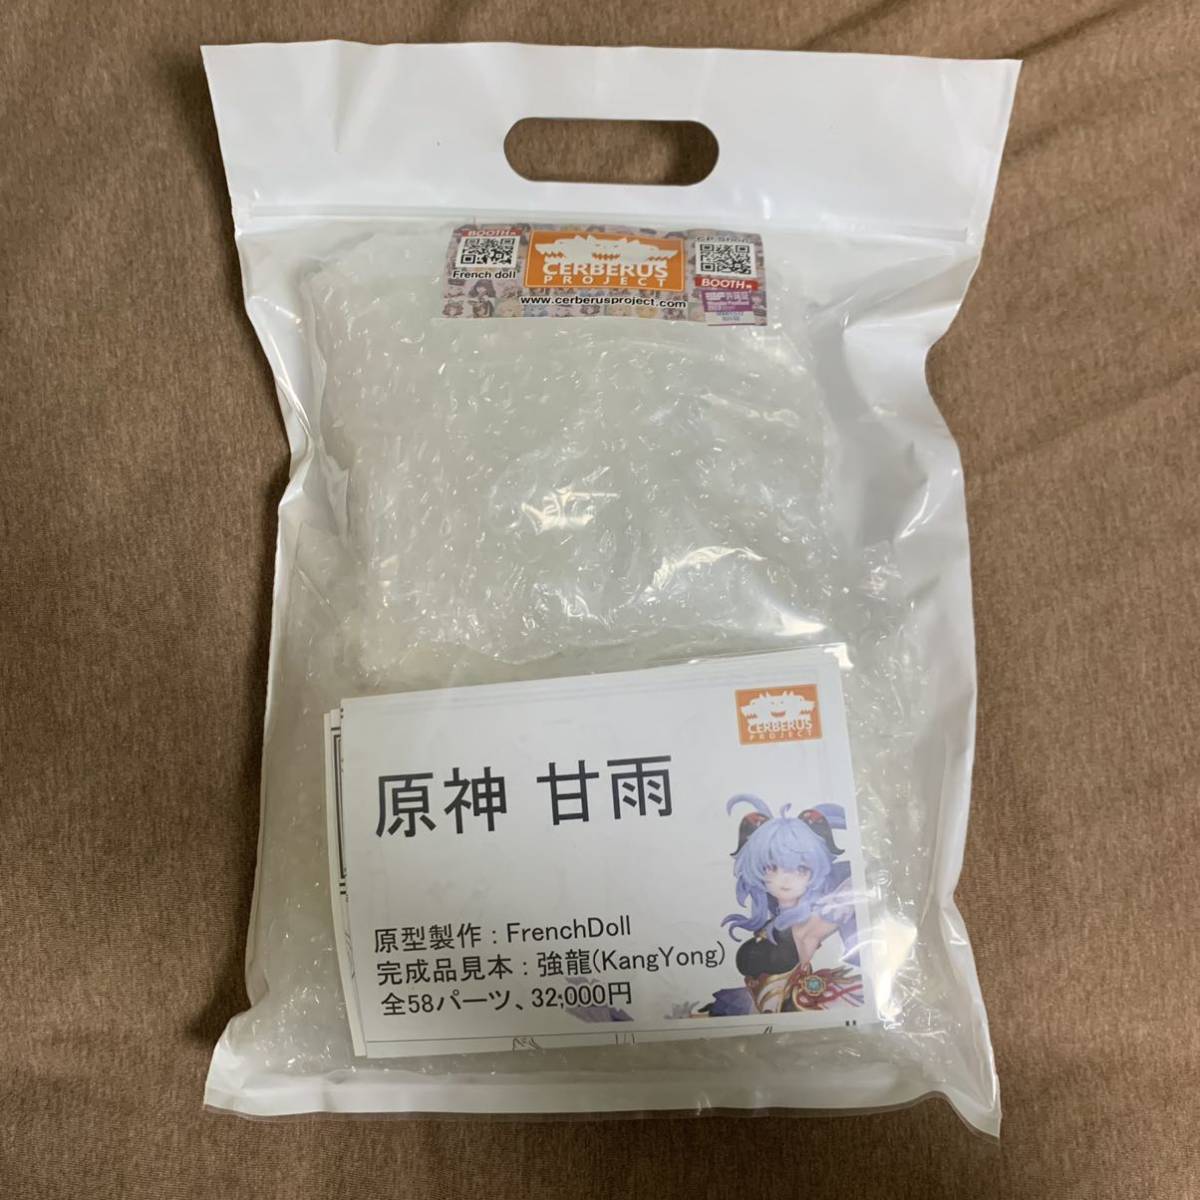 BOOTH
French doll
CERBERUS
PROJECT
www.cerberusproject.com
BOOTH
CERBERUS
PROJECT
原神 甘雨
原型製作 : FrenchDoll
完成品見本 : 強龍(KangYong)
全58パーツ、32,000円